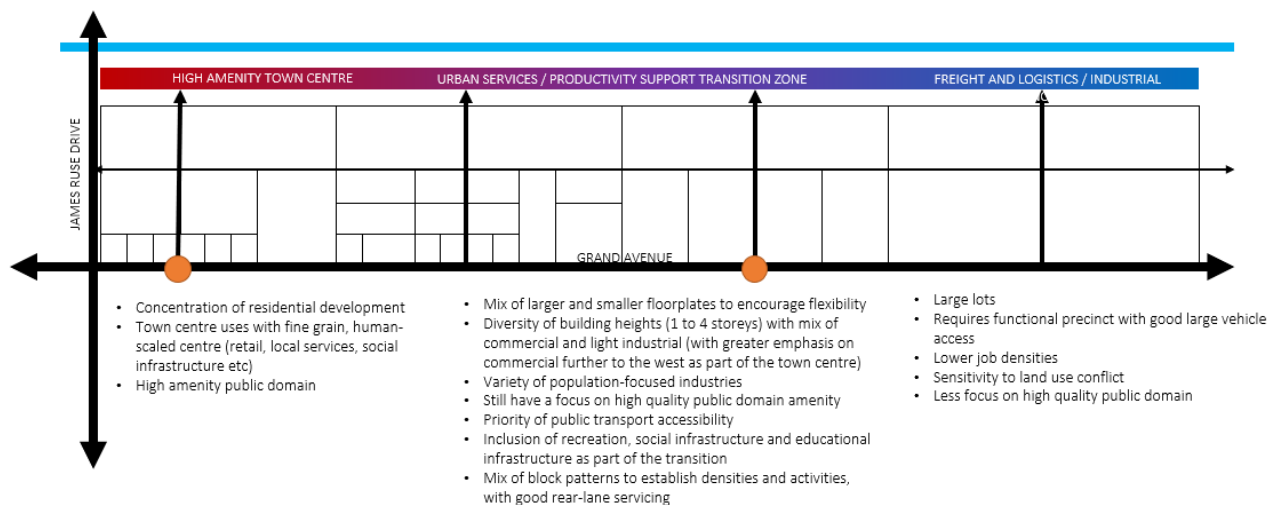 HIGH AMENITY TOWN CENTRE
URBAN SERVICES / PRODUCTIVITY SUPPORT TRANSITION ZONE
FREIGHT AND LOGISTICS / INDUSTRIAL
JAMES RUSE DRIVE
GRAND AVENUE
• Concentration of residential development
• Town centre uses with fine grain, human-
scaled centre (retail, local services, social
infrastructure etc)
• High amenity public domain
• Mix of larger and smaller floorplates to encourage flexibility
• Diversity of building heights (1 to 4 storeys) with mix of
commercial and light industrial (with greater emphasis on
commercial further to the west as part of the town centre)
• Variety of population-focused industries
• Still have a focus on high quality public domain amenity
• Priority of public transport accessibility
• Inclusion of recreation, social infrastructure and educational
infrastructure as part of the transition
• Mix of block patterns to establish densities and activities,
with good rear-lane servicing
• Large lots
• Requires functional precinct with good large vehicle
access
• Lower job densities
• Sensitivity to land use conflict
• Less focus on high quality public domain